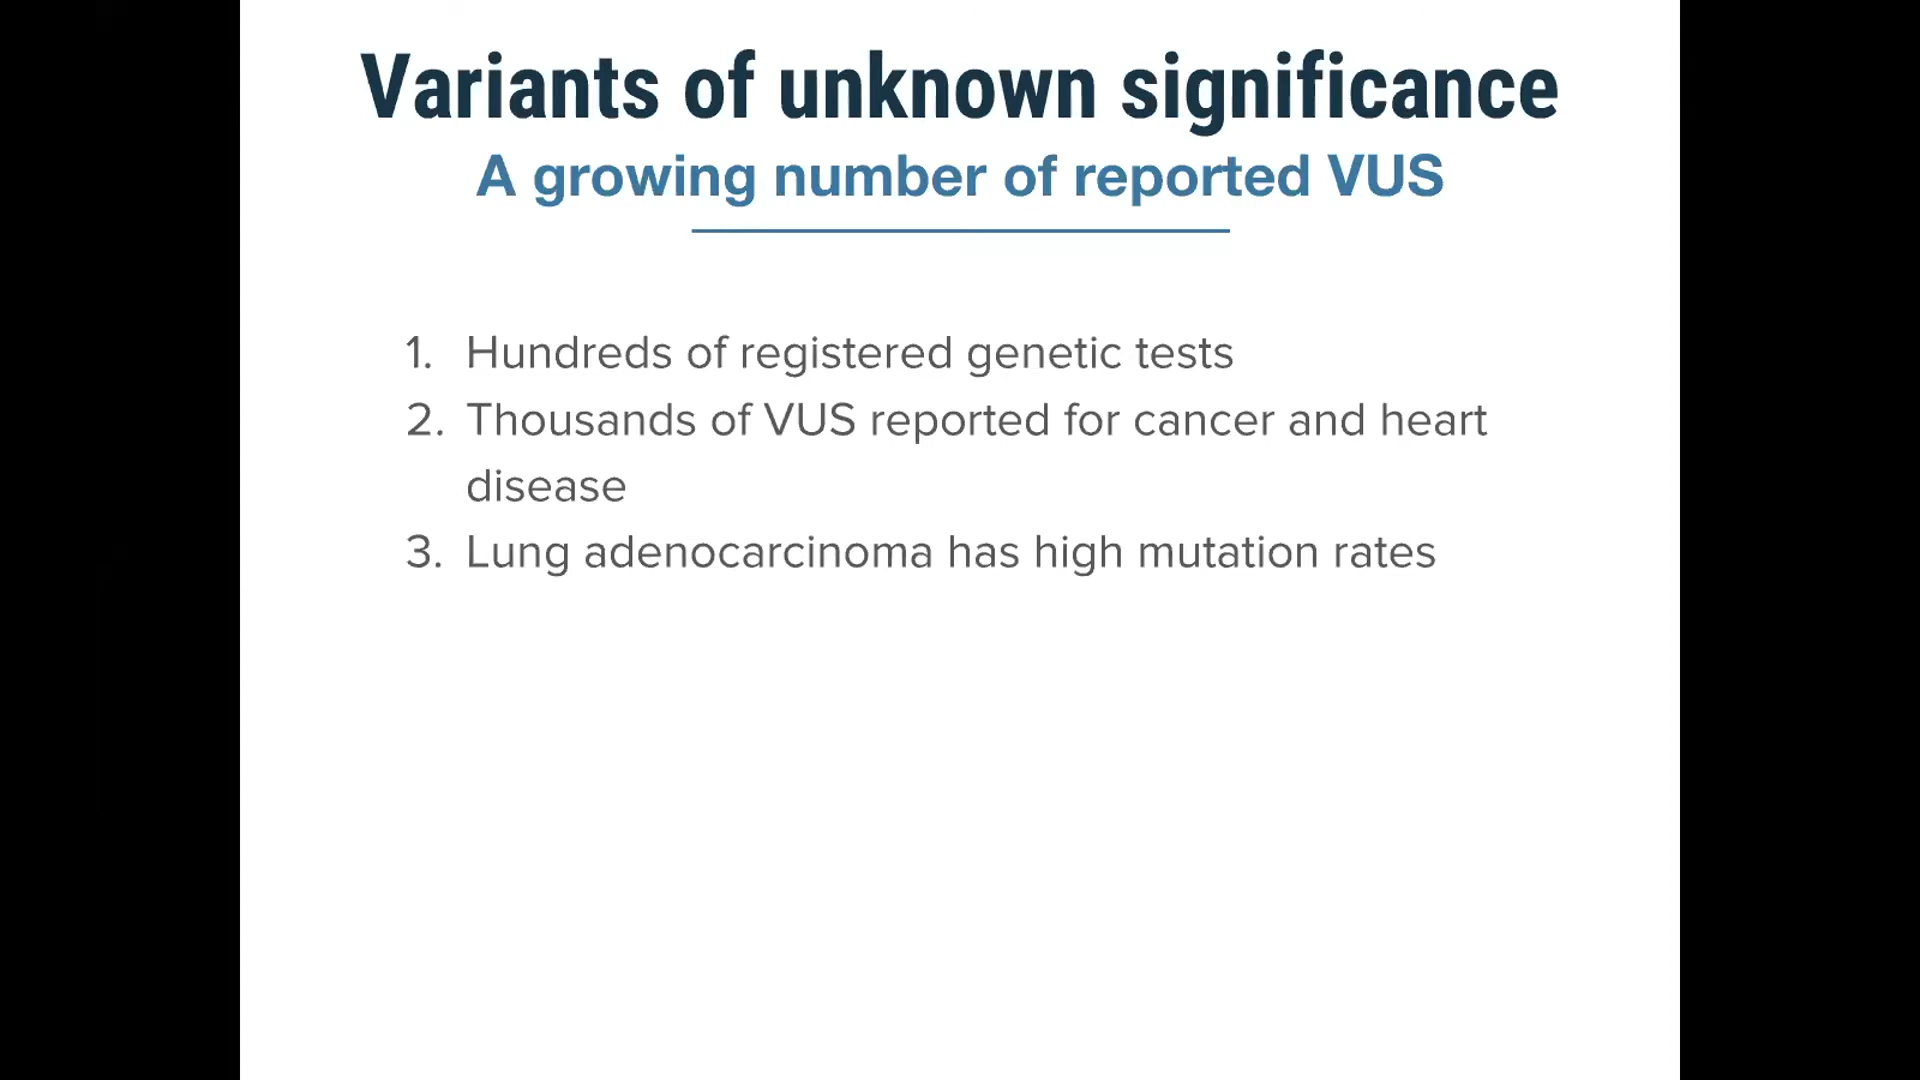 Variants of unknown significance
A growing number of reported VUS
1. Hundreds of registered genetic tests
2. Thousands of VUS reported for cancer and heart
disease
3. Lung adenocarcinoma has high mutation rates